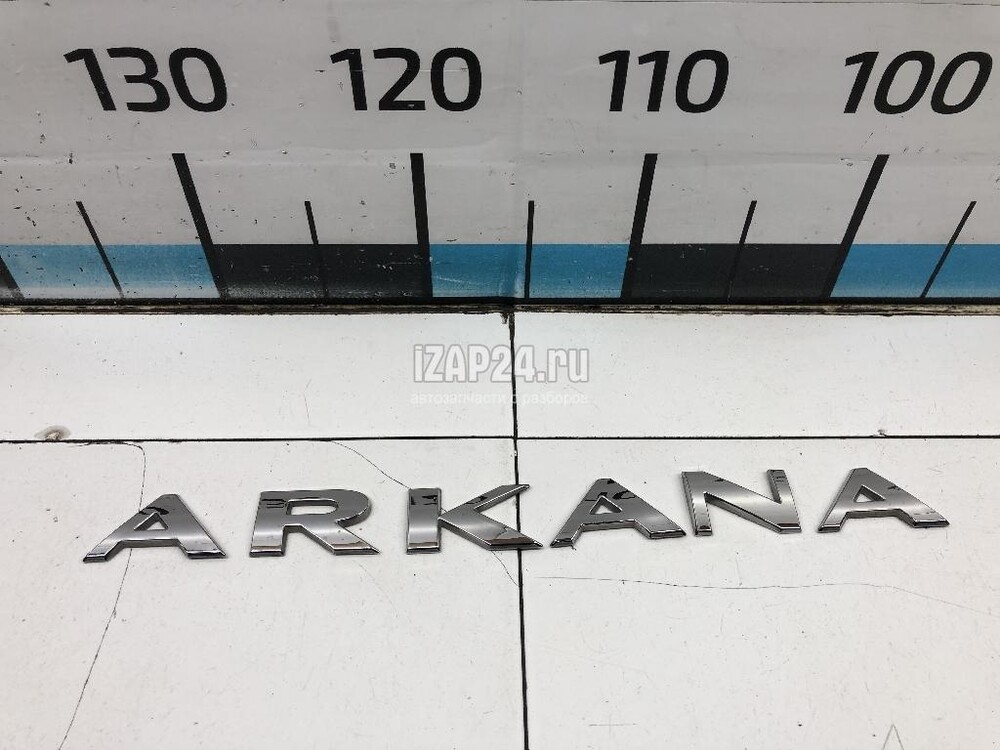 130 120 110 100
iZAP24.ru
автозапчасти с разборов
ARKANA